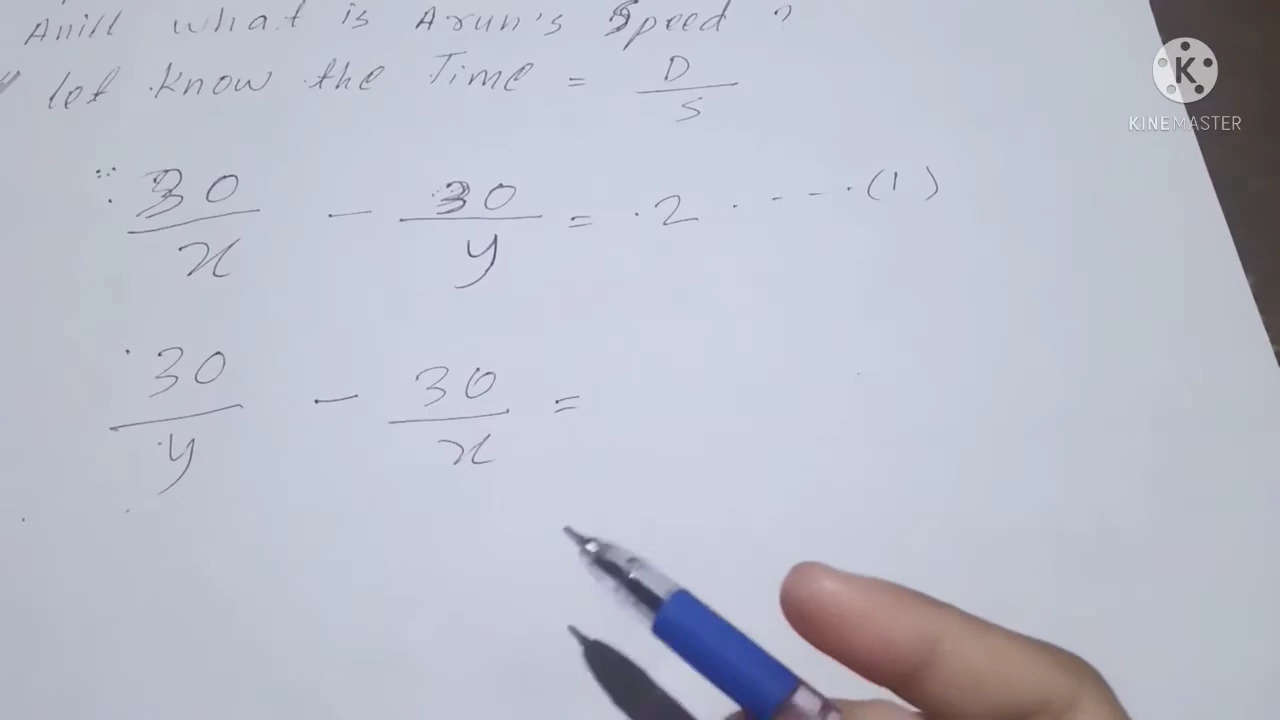 Anill what is Arun's Speed ?
let know the Time = D/S
30/x - 30/y = 2 . - - - . (1)
30/y - 30/x =
K
KINEMASTER